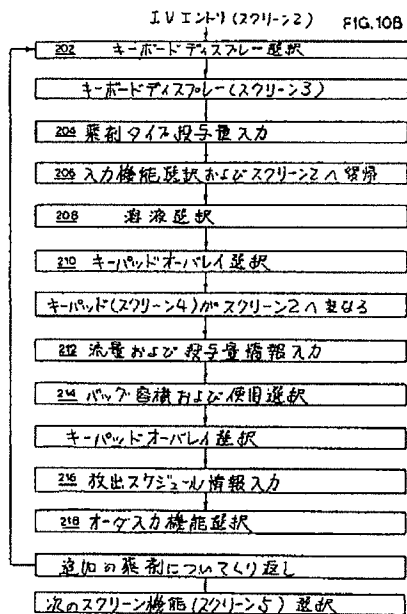 IVエントリ(スクリーン2)
FIG.10B
202 キーボードディスプレー選択
キーボードディスプレー(スクリーン3)
204 薬剤タイプ投与量入力
206 入力機能選択およびスクリーン2へ復帰
208 溶液選択
210 キーパッドオーバレイ選択
キーパッド(スクリーン4)がスクリーン2へ重なる
212 流量および投与量情報入力
214 バッグ容積および使用選択
キーパッドオーバレイ選択
216 放出スケジュール情報入力
218 オーダ入力機能選択
追加の薬剤についてくり返し
次のスクリーン機能(スクリーン5)選択